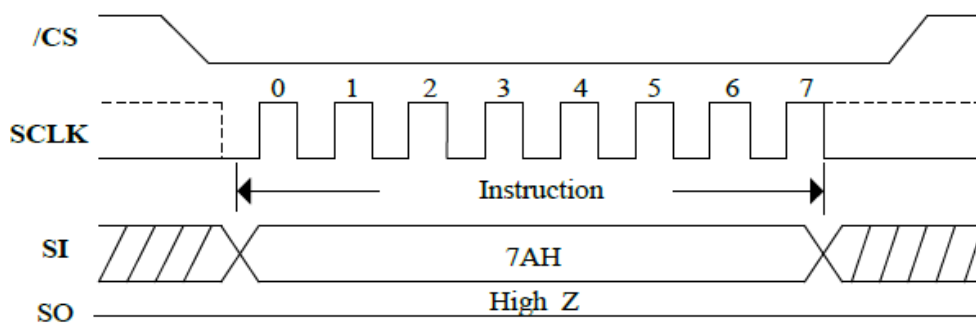 /CS
0 1 2 3 4 5 6 7
SCLK
Instruction
SI
7AH
High Z
SO